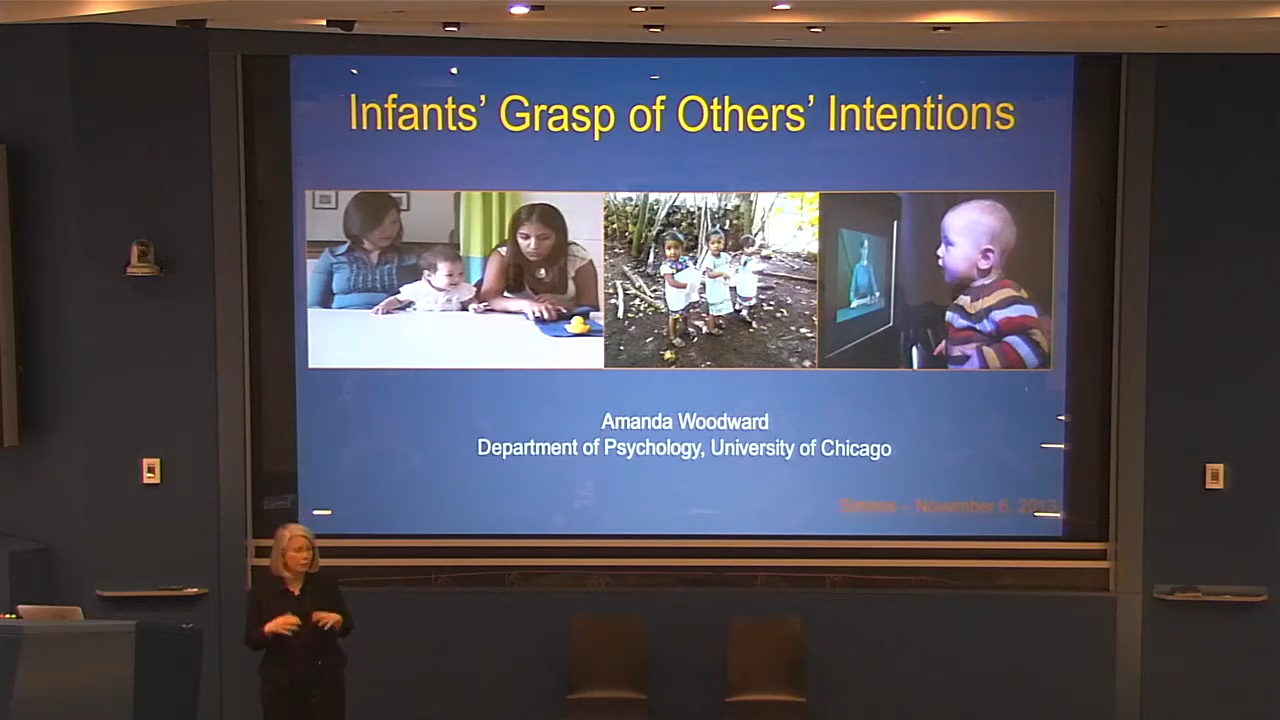 Infants’ Grasp of Others’ Intentions
Amanda Woodward
Department of Psychology, University of Chicago
– November 6, 2013